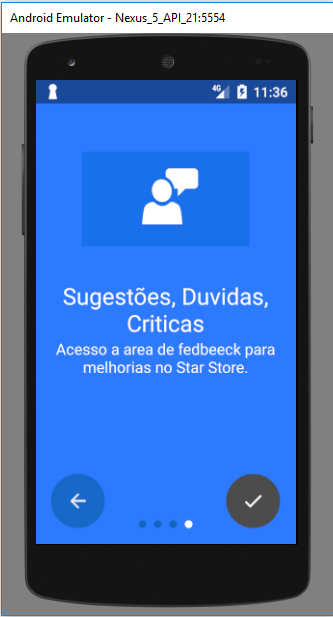 Android Emulator - Nexus_5_API_21:5554
4G 11:36
Sugestões, Duvidas,
Criticas
Acesso a area de fedbeeck para
melhorias no Star Store.